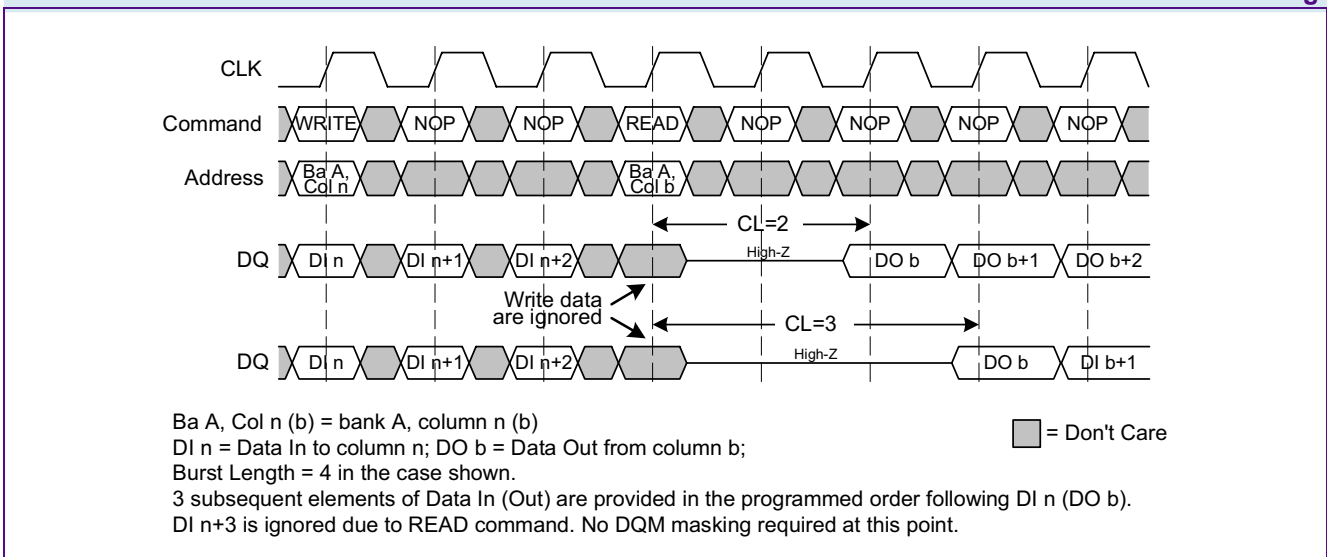 g
CLK
Command WRITE NOP NOP READ NOP NOP NOP NOP
Address Ba A, Col n Ba A, Col b
CL=2
DQ DI n DI n+1 DI n+2 High-Z DO b DO b+1 DO b+2
Write data
are ignored
CL=3
DQ DI n DI n+1 DI n+2 High-Z DO b DI b+1
Ba A, Col n (b) = bank A, column n (b)
= Don't Care
DI n = Data In to column n; DO b = Data Out from column b;
Burst Length = 4 in the case shown.
3 subsequent elements of Data In (Out) are provided in the programmed order following DI n (DO b).
DI n+3 is ignored due to READ command. No DQM masking required at this point.